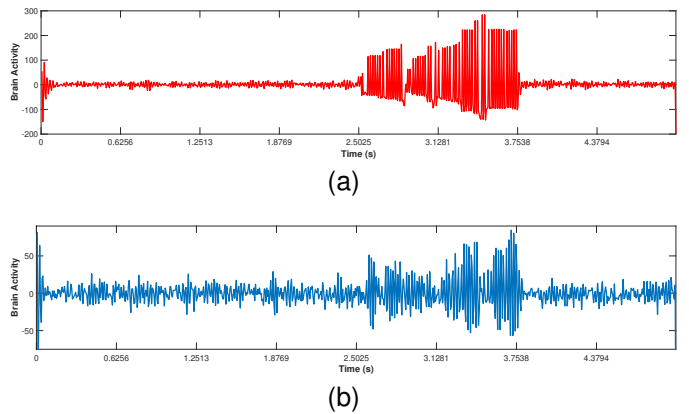 300
200
100
0
-100
-200
Brain Activity
0 0.6256 1.2513 1.8769 2.5025 3.1281 3.7538 4.3794
Time (s)
(a)
50
0
-50
Brain Activity
0 0.6256 1.2513 1.8769 2.5025 3.1281 3.7538 4.3794
Time (s)
(b)